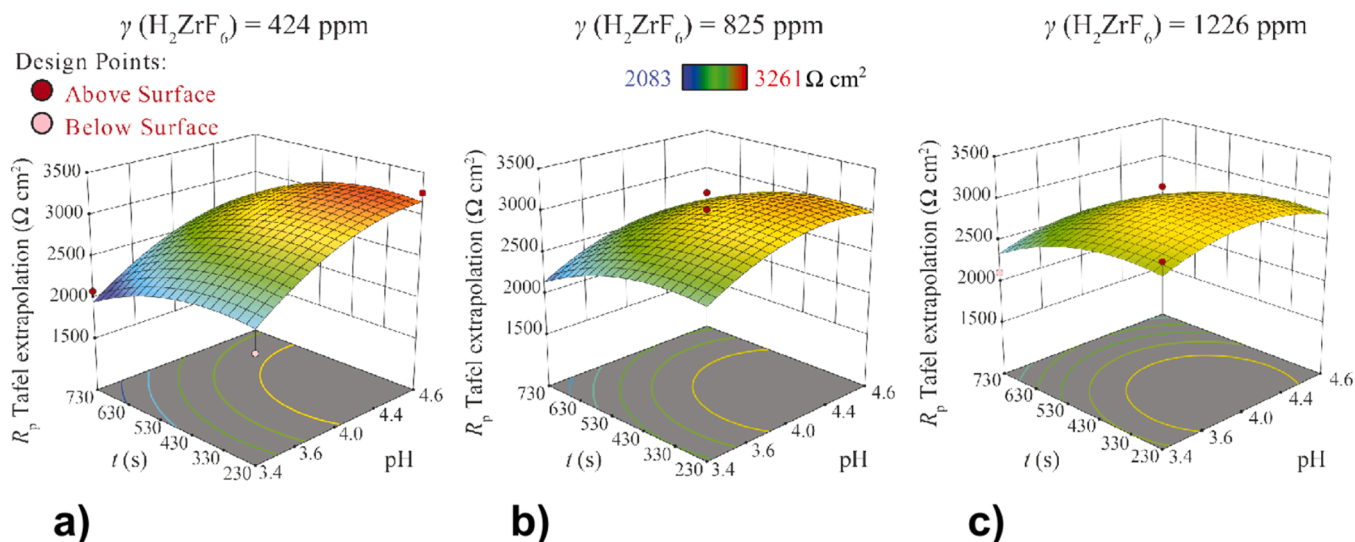 γ (H₂ZrF₆) = 424 ppm
γ (H₂ZrF₆) = 825 ppm
γ (H₂ZrF₆) = 1226 ppm
Design Points:
Above Surface
Below Surface
2083 3261 Ω cm²
Rₚ Tafel extrapolation (Ω cm²)
3500
3000
2500
2000
1500
730
630
530
430
330
230
t (s)
3.4
3.6
4.0
4.4
4.6
pH
a)
Rₚ Tafel extrapolation (Ω cm²)
3500
3000
2500
2000
1500
730
630
530
430
330
230
t (s)
3.4
3.6
4.0
4.4
4.6
pH
b)
Rₚ Tafel extrapolation (Ω cm²)
3500
3000
2500
2000
1500
730
630
530
430
330
230
t (s)
3.4
3.6
4.0
4.4
4.6
pH
c)